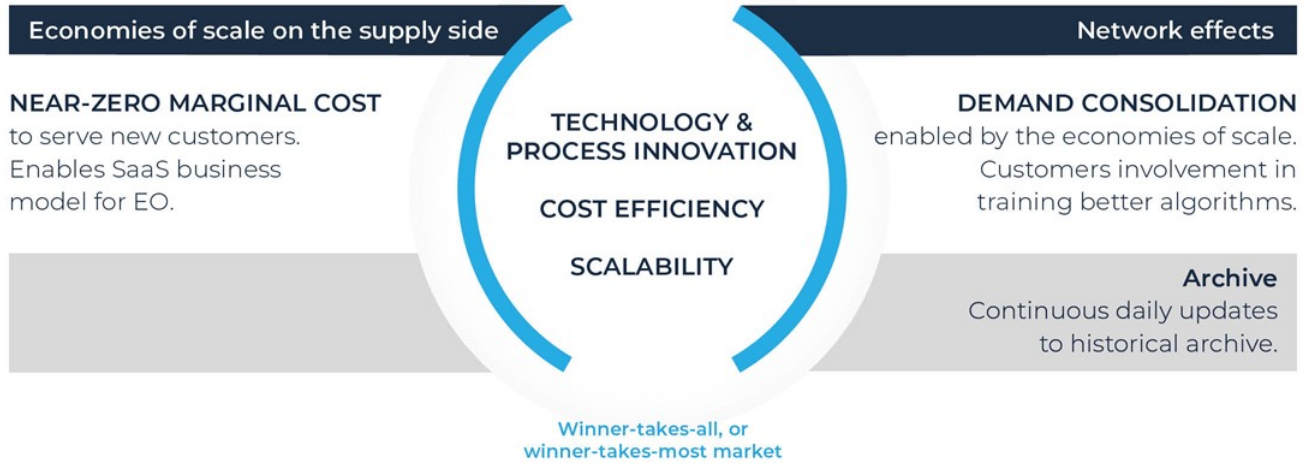 Economies of scale on the supply side
Network effects
NEAR-ZERO MARGINAL COST
to serve new customers.
Enables SaaS business
model for EO.
TECHNOLOGY &
PROCESS INNOVATION
COST EFFICIENCY
SCALABILITY
DEMAND CONSOLIDATION
enabled by the economies of scale.
Customers involvement in
training better algorithms.
Archive
Continuous daily updates
to historical archive.
Winner-takes-all, or
winner-takes-most market